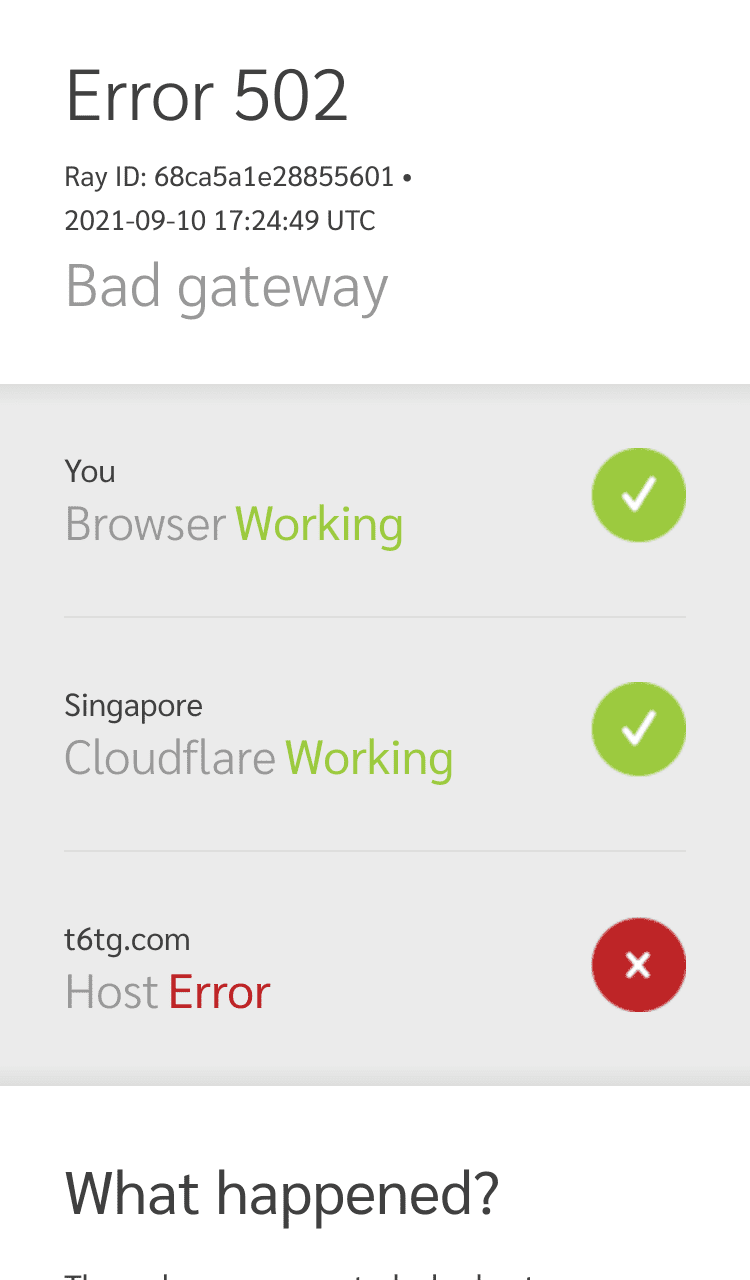 Error 502
Ray ID: 68ca5a1e28855601 •
2021-09-10 17:24:49 UTC
Bad gateway
You
Browser Working
Singapore
Cloudflare Working
t6tg.com
Host Error
What happened?